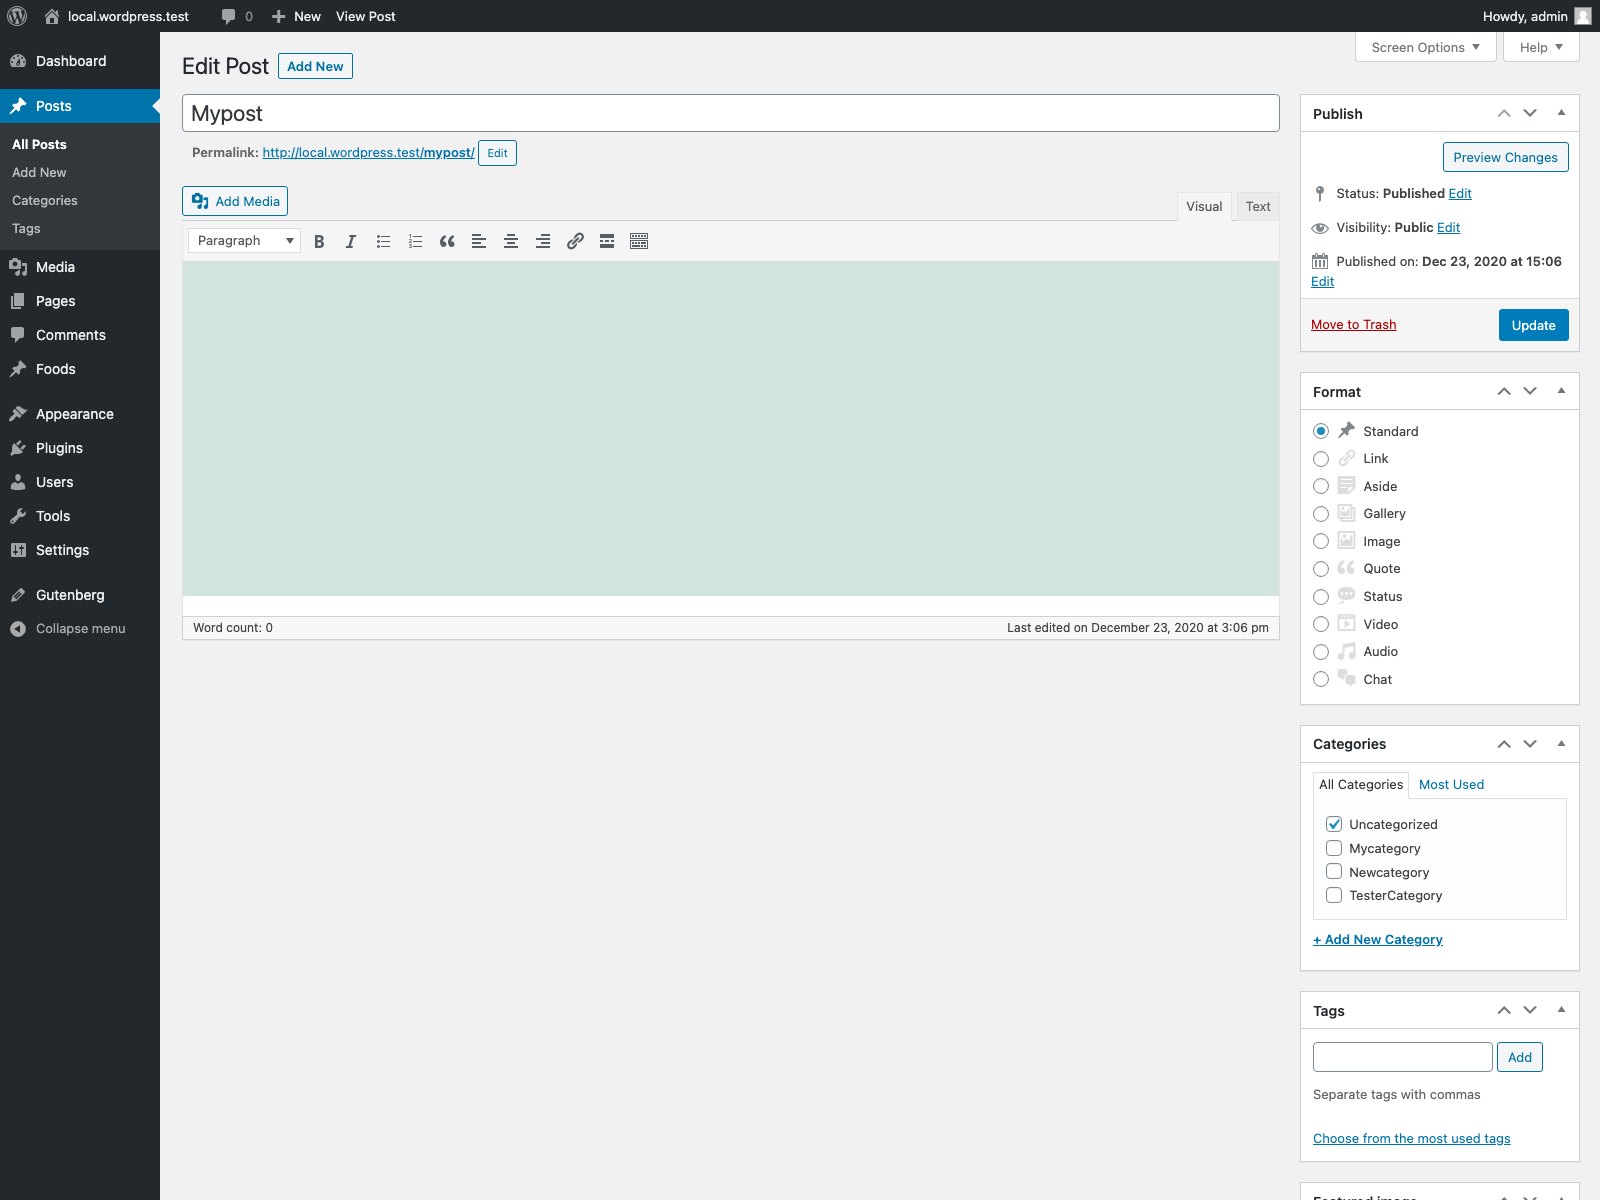 local.wordpress.test 0 New View Post Howdy, admin
Dashboard
Posts
All Posts
Add New
Categories
Tags
Media
Pages
Comments
Foods
Appearance
Plugins
Users
Tools
Settings
Gutenberg
Collapse menu
Screen Options Help
Edit Post Add New
Mypost
Permalink: http://local.wordpress.test/mypost/ Edit
Add Media
Visual Text
Paragraph B I
Word count: 0 Last edited on December 23, 2020 at 3:06 pm
Publish
Preview Changes
Status: Published Edit
Visibility: Public Edit
Published on: Dec 23, 2020 at 15:06
Edit
Move to Trash Update
Format
Standard
Link
Aside
Gallery
Image
Quote
Status
Video
Audio
Chat
Categories
All Categories Most Used
Uncategorized
Mycategory
Newcategory
TesterCategory
+ Add New Category
Tags
Add
Separate tags with commas
Choose from the most used tags
Featured image